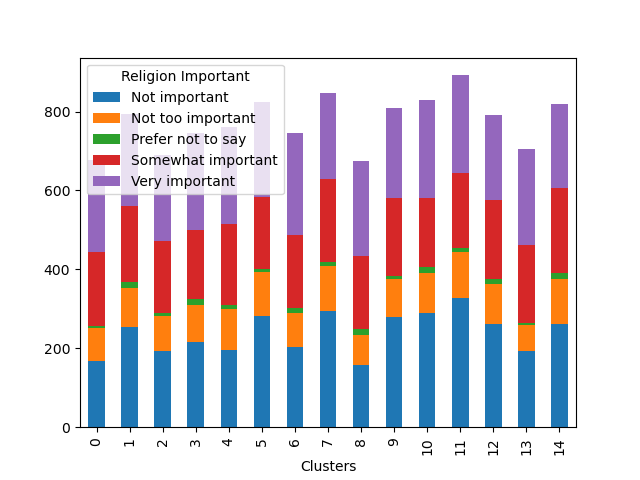 Religion Important
Not important
Not too important
Prefer not to say
Somewhat important
Very important
800
600
400
200
0
0 1 2 3 4 5 6 7 8 9 10 11 12 13 14
Clusters